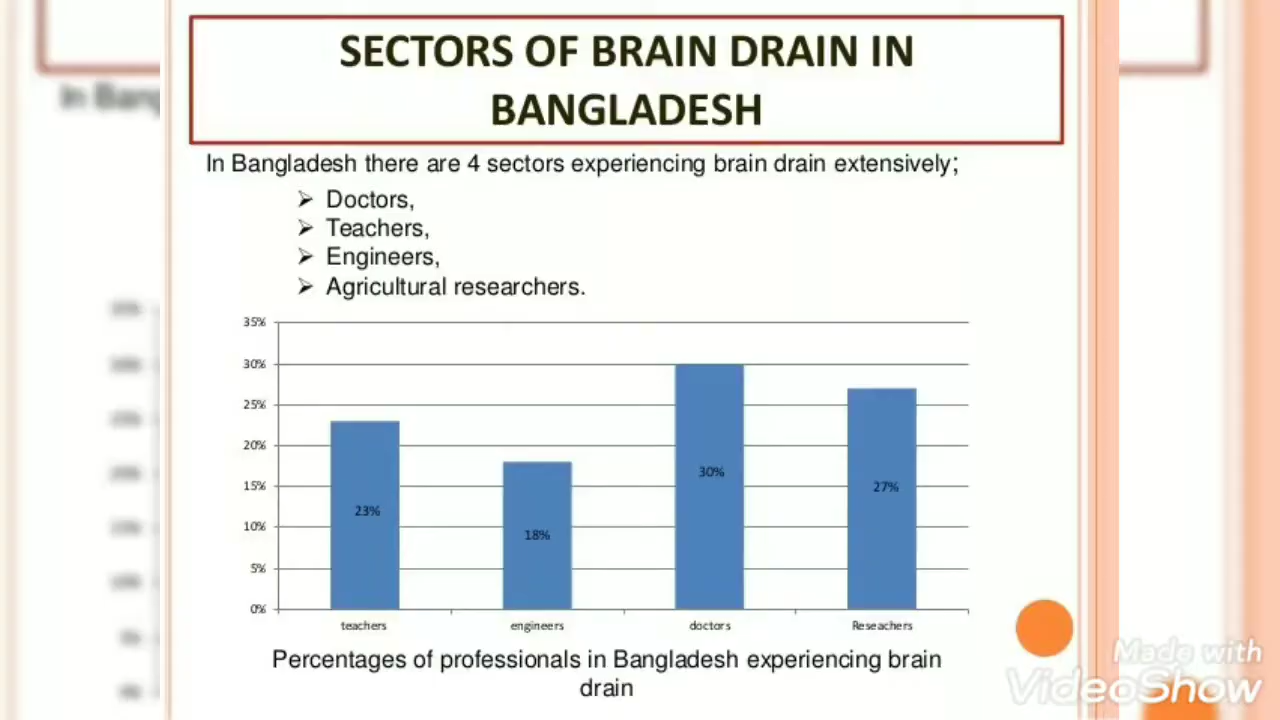 SECTORS OF BRAIN DRAIN IN
BANGLADESH
In Bangladesh there are 4 sectors experiencing brain drain extensively;
Doctors,
Teachers,
Engineers,
Agricultural researchers.
35%
30%
25%
20%
15%
10%
5%
0%
23%
18%
30%
27%
teachers
engineers
doctors
Reseachers
Percentages of professionals in Bangladesh experiencing brain
drain
Made with
VideoShow